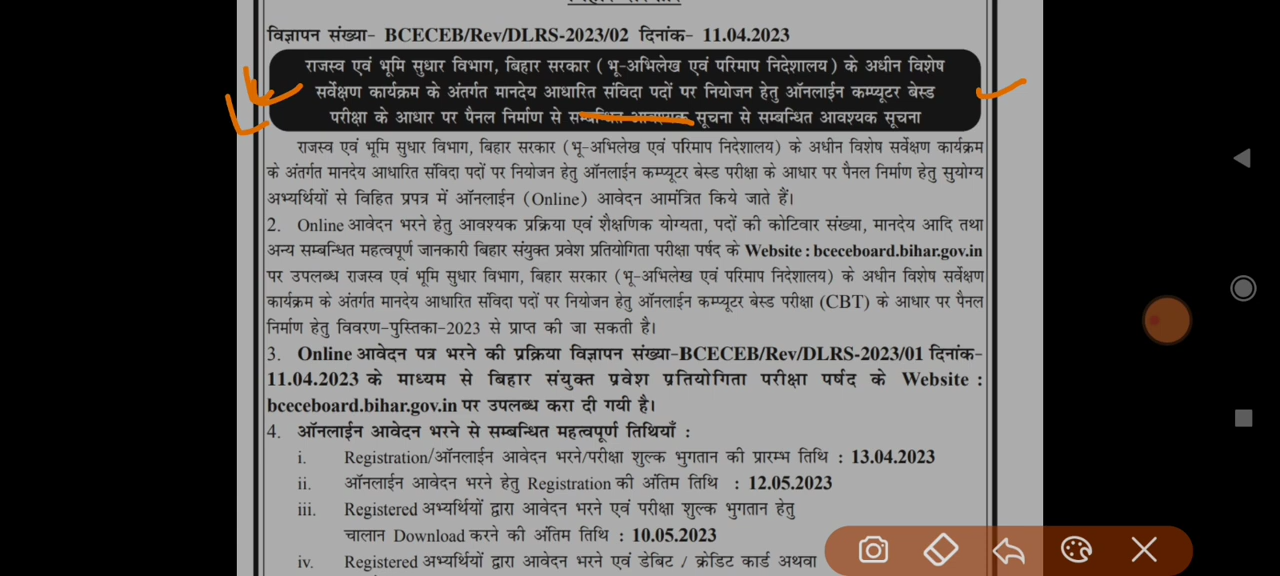 विज्ञापन संख्या- BCECEB/Rev/DLRS-2023/02 दिनांक- 11.04.2023
राजस्व एवं भूमि सुधार विभाग, बिहार सरकार ( भू-अभिलेख एवं परिमाप निदेशालय ) के अधीन विशेष
सर्वेक्षण कार्यक्रम के अंतर्गत मानदेय आधारित संविदा पदों पर नियोजन हेतु ऑनलाईन कम्प्यूटर बेस्ड
परीक्षा के आधार पर पैनल निर्माण से सम्बन्धित आवश्यक सूचना से सम्बन्धित आवश्यक सूचना
राजस्व एवं भूमि सुधार विभाग, बिहार सरकार (भू-अभिलेख एवं परिमाप निदेशालय) के अधीन विशेष सर्वेक्षण कार्यक्रम
के अंतर्गत मानदेय आधारित संविदा पदों पर नियोजन हेतु ऑनलाईन कम्प्यूटर बेस्ड परीक्षा के आधार पर पैनल निर्माण हेतु सुयोग्य
अभ्यर्थियों से विहित प्रपत्र में ऑनलाईन (Online) आवेदन आमंत्रित किये जाते हैं।
2. Online आवेदन भरने हेतु आवश्यक प्रक्रिया एवं शैक्षणिक योग्यता, पदों की कोटिवार संख्या, मानदेय आदि तथा
अन्य सम्बन्धित महत्वपूर्ण जानकारी बिहार संयुक्त प्रवेश प्रतियोगिता परीक्षा पर्षद के Website : bceceboard.bihar.gov.in
पर उपलब्ध राजस्व एवं भूमि सुधार विभाग, बिहार सरकार (भू-अभिलेख एवं परिमाप निदेशालय) के अधीन विशेष सर्वेक्षण
कार्यक्रम के अंतर्गत मानदेय आधारित संविदा पदों पर नियोजन हेतु ऑनलाईन कम्प्यूटर बेस्ड परीक्षा (CBT) के आधार पर पैनल
निर्माण हेतु विवरण-पुस्तिका-2023 से प्राप्त की जा सकती है।
3. Online आवेदन पत्र भरने की प्रक्रिया विज्ञापन संख्या-BCECEB/Rev/DLRS-2023/01 दिनांक-
11.04.2023 के माध्यम से बिहार संयुक्त प्रवेश प्रतियोगिता परीक्षा पर्षद के Website :
bceceboard.bihar.gov.in पर उपलब्ध करा दी गयी है।
4. ऑनलाईन आवेदन भरने से सम्बन्धित महत्वपूर्ण तिथियाँ :
i. Registration/ऑनलाईन आवेदन भरने/परीक्षा शुल्क भुगतान की प्रारम्भ तिथि : 13.04.2023
ii. ऑनलाईन आवेदन भरने हेतु Registration की अंतिम तिथि : 12.05.2023
iii. Registered अभ्यर्थियों द्वारा आवेदन भरने एवं परीक्षा शुल्क भुगतान हेतु
चालान Download करने की अंतिम तिथि : 10.05.2023
iv. Registered अभ्यर्थियों द्वारा आवेदन भरने एवं डेबिट / क्रेडिट कार्ड अथवा